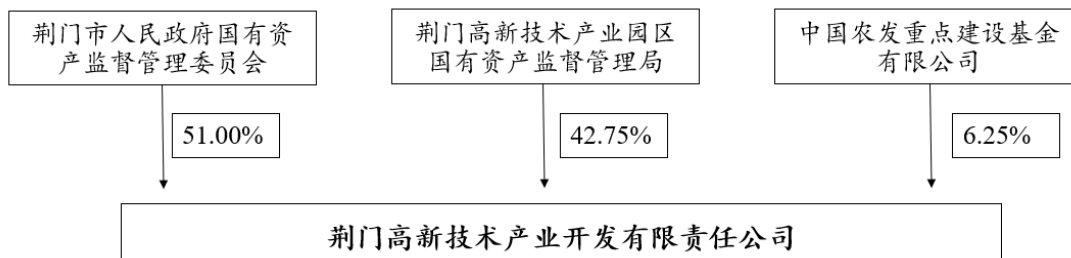 荆门市人民政府国有资
产监督管理委员会
荆门高新技术产业园区
国有资产监督管理局
中国农发重点建设基金
有限公司
51.00%
42.75%
6.25%
荆门高新技术产业开发有限责任公司